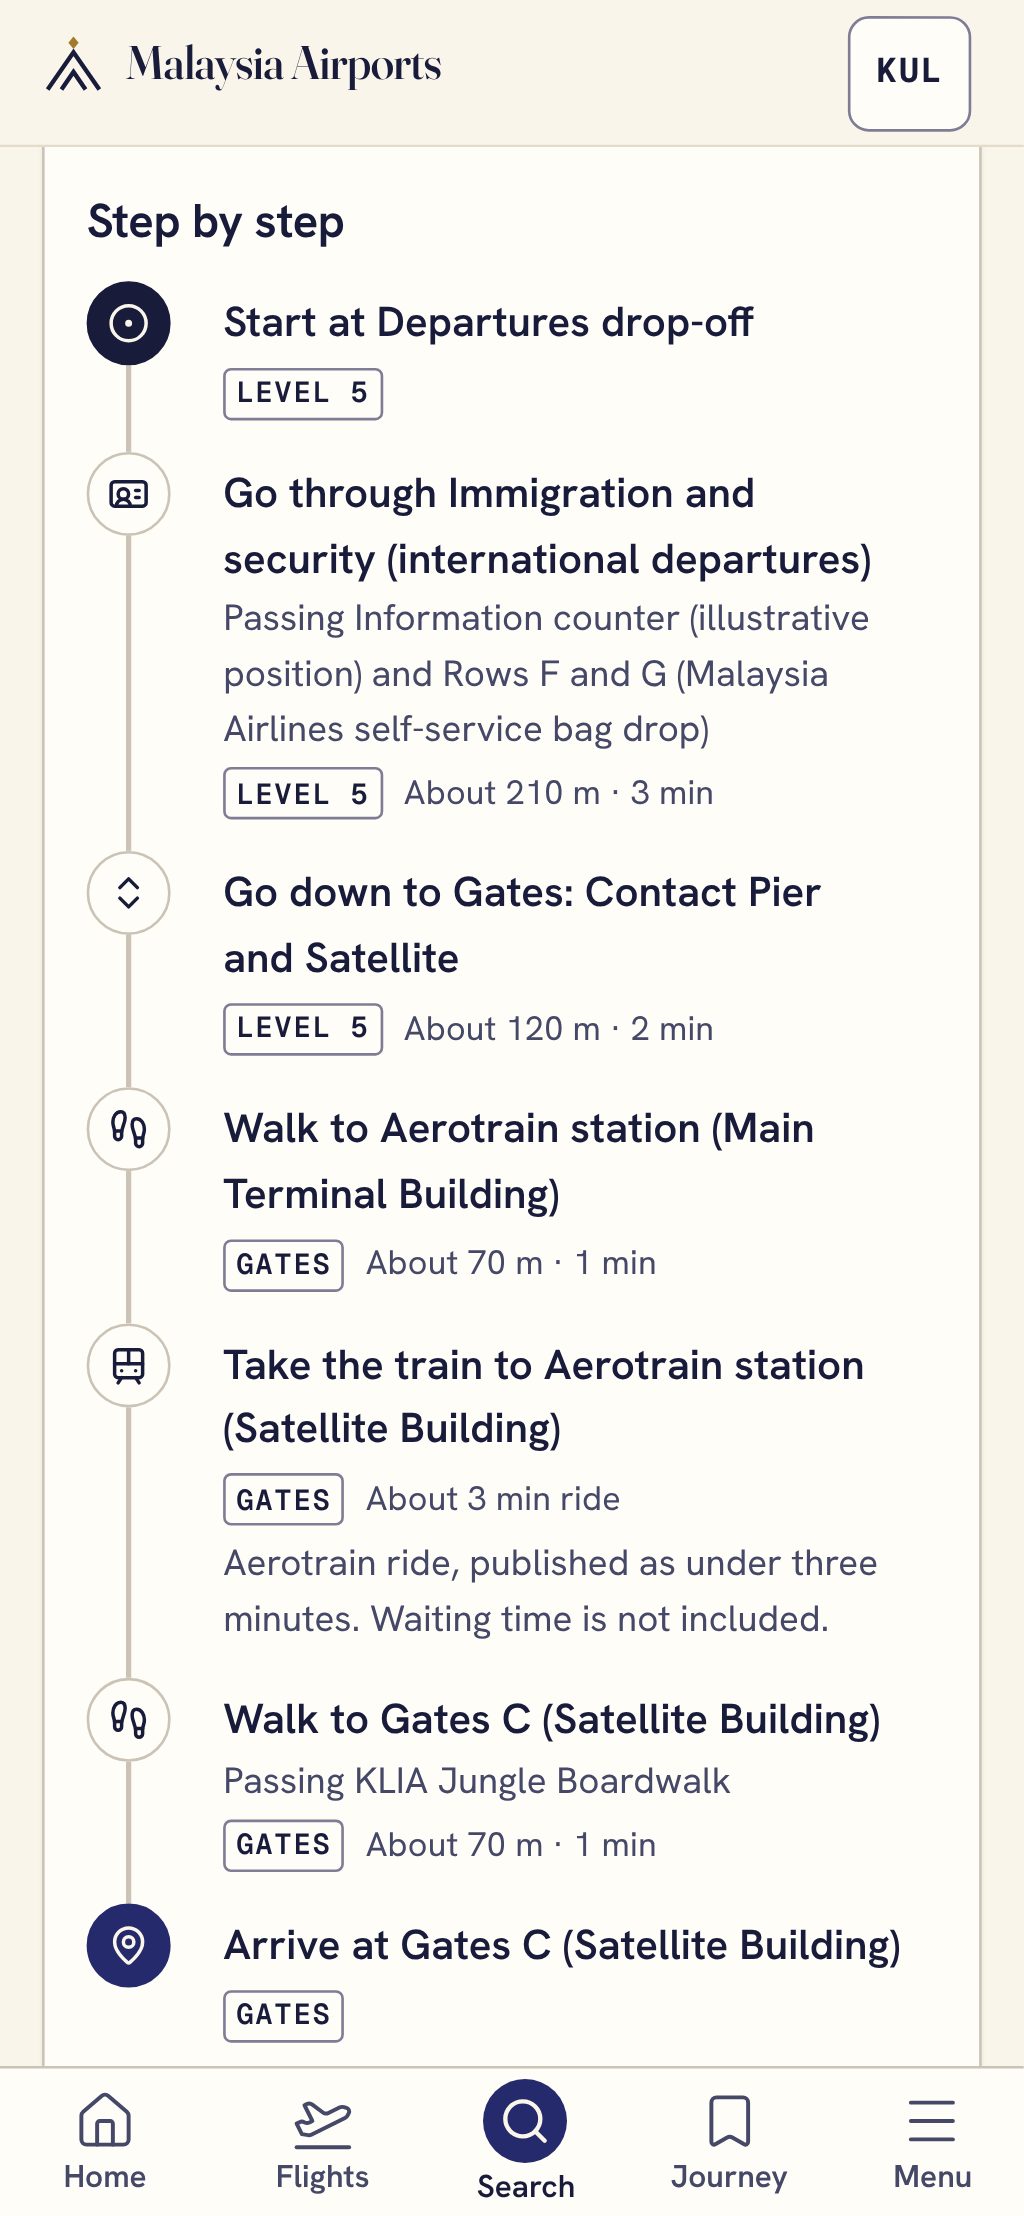 Malaysia Airports
KUL
Step by step
Start at Departures drop-off
LEVEL 5
Go through Immigration and
security (international departures)
Passing Information counter (illustrative
position) and Rows F and G (Malaysia
Airlines self-service bag drop)
LEVEL 5 About 210 m · 3 min
Go down to Gates: Contact Pier
and Satellite
LEVEL 5 About 120 m · 2 min
Walk to Aerotrain station (Main
Terminal Building)
GATES About 70 m · 1 min
Take the train to Aerotrain station
(Satellite Building)
GATES About 3 min ride
Aerotrain ride, published as under three
minutes. Waiting time is not included.
Walk to Gates C (Satellite Building)
Passing KLIA Jungle Boardwalk
GATES About 70 m · 1 min
Arrive at Gates C (Satellite Building)
GATES
Home Flights Search Journey Menu